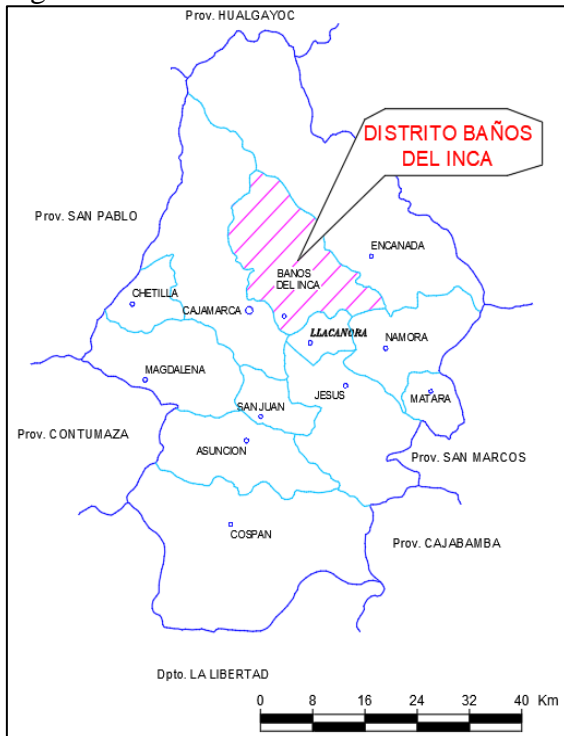 Prov. HUALGAYOC
DISTRITO BAÑOS
DEL INCA
Prov. SAN PABLO
ENCANADA
BANOS
DEL INCA
CHETILLA
CAJAMARCA
LLACANORA
NAMORA
MAGDALENA
JESUS
MATARA
SAN JUAN
Prov. CONTUMAZA
ASUNCION
Prov. SAN MARCOS
COSPAN
Prov. CAJABAMBA
Dpto. LA LIBERTAD
0 8 16 24 32 40 Km